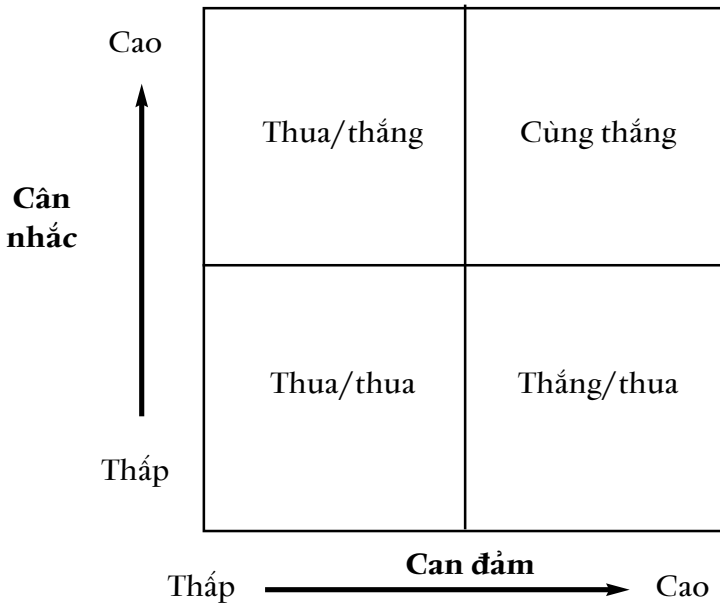 Cao
Thua/thắng
Cùng thắng
Cân
nhắc
Thua/thua
Thắng/thua
Thấp
Can đảm
Thấp
Cao